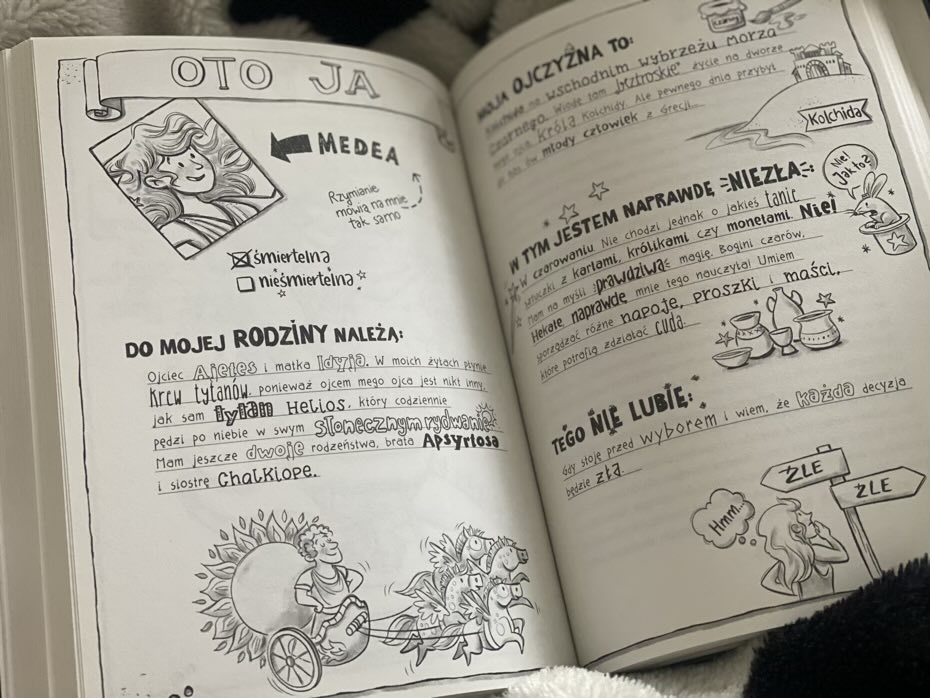 OTO JA
MEDEA
Rzymianie
mówią na mnie
tak samo
śmiertelna
nieśmiertelna
DO MOJEJ RODZINY NALEŻĄ:
Ojciec Ajetes i matka Idyja. W moich żyłach płynie
krew tytanów, ponieważ ojcem mego ojca jest nikt inny,
jak sam tytan Helios, który codziennie
pędzi po niebie w swym słonecznym rydwanie.
Mam jeszcze dwoje rodzeństwa, brata Apsyrtosa
i siostrę Chalkiope.
MOJA OJCZYZNA TO:
Kolchida na wschodnim wybrzeżu Morza
Czarnego. Wiodę tam życie na dworze
ojca, króla Kolchidy. Ale pewnego dnia przybył
młody człowiek z Grecji...
Kolchida
W TYM JESTEM NAPRAWDĘ NIEZŁA:
Nie!
Jak to?
W czarowaniu. Nie chodzi jednak o jakieś tanie
sztuczki z kartami, królikami czy monetami. Nie!
Mam na myśli prawdziwą magię. Bogini czarów,
Hekate, naprawdę mnie tego nauczyła! Umiem
sporządzać różne napoje, proszki i maści,
które potrafią zdziałać cuda.
TEGO NIE LUBIĘ:
Gdy stoję przed wyborem i wiem, że każda decyzja
będzie zła.
Hmm...
ŹLE
ŹLE